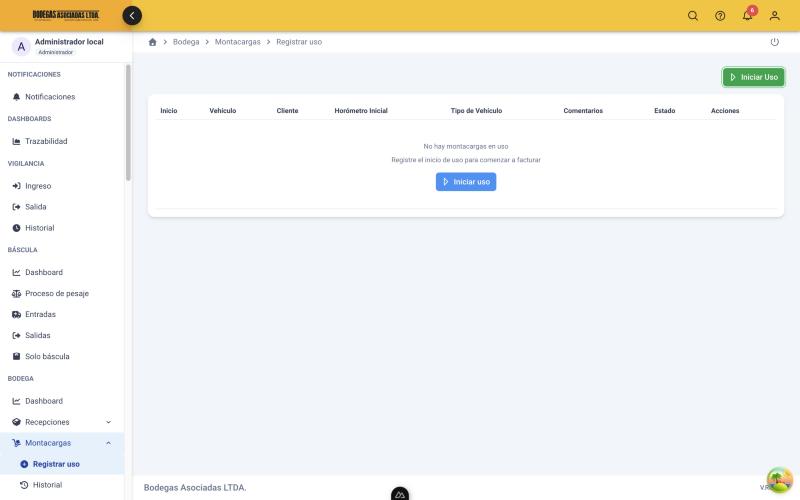 BODEGAS ASOCIADAS LTDA.
6
A
Administrador local
Administrador
Bodega
Montacargas
Registrar uso
NOTIFICACIONES
Notificaciones
DASHBOARDS
Trazabilidad
VIGILANCIA
Ingreso
Salida
Historial
BÁSCULA
Dashboard
Proceso de pesaje
Entradas
Salidas
Solo báscula
BODEGA
Dashboard
Recepciones
Montacargas
Registrar uso
Historial
Iniciar Uso
Inicio Vehículo Cliente Horómetro Inicial Tipo de Vehículo Comentarios Estado Acciones
No hay montacargas en uso
Registre el inicio de uso para comenzar a facturar
Iniciar uso
Bodegas Asociadas LTDA.